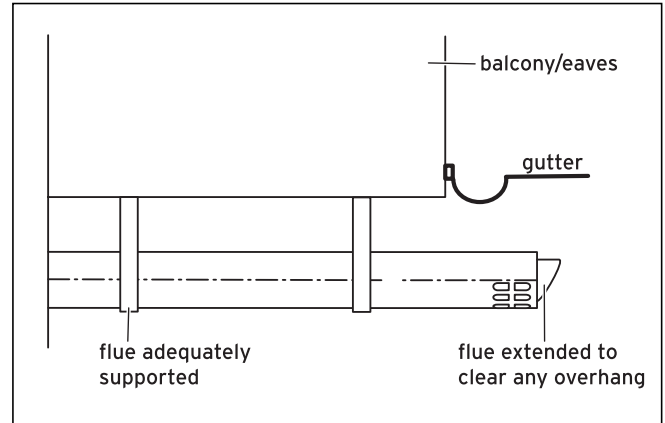 balcony/eaves
gutter
flue adequately
supported
flue extended to
clear any overhang